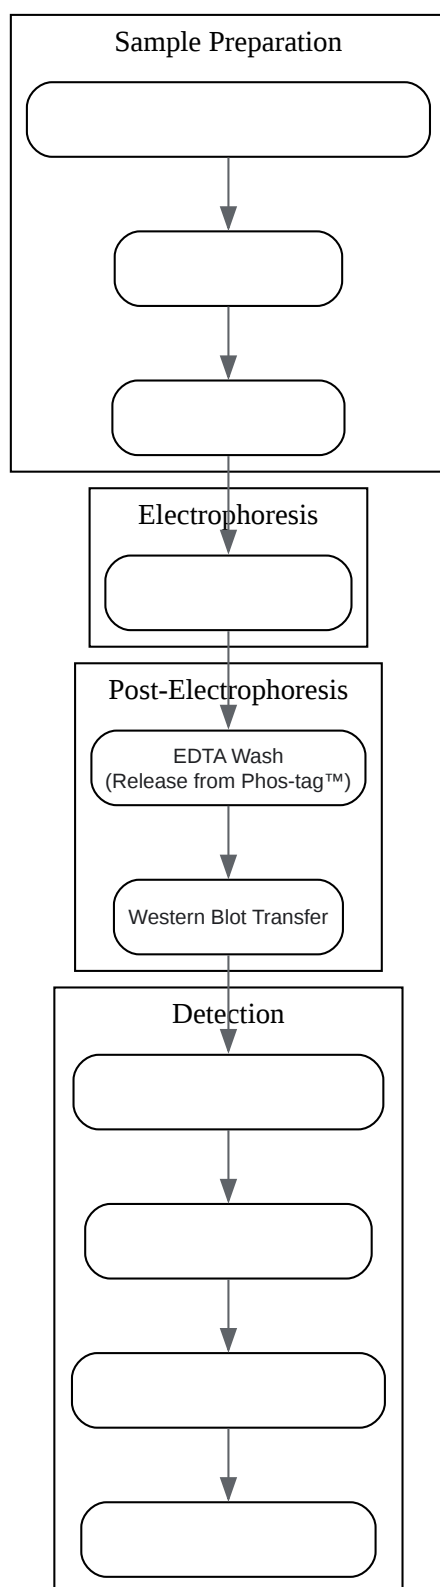 Sample Preparation
Electrophoresis
Post-Electrophoresis
EDTA Wash
(Release from Phos-tag™)
Western Blot Transfer
Detection